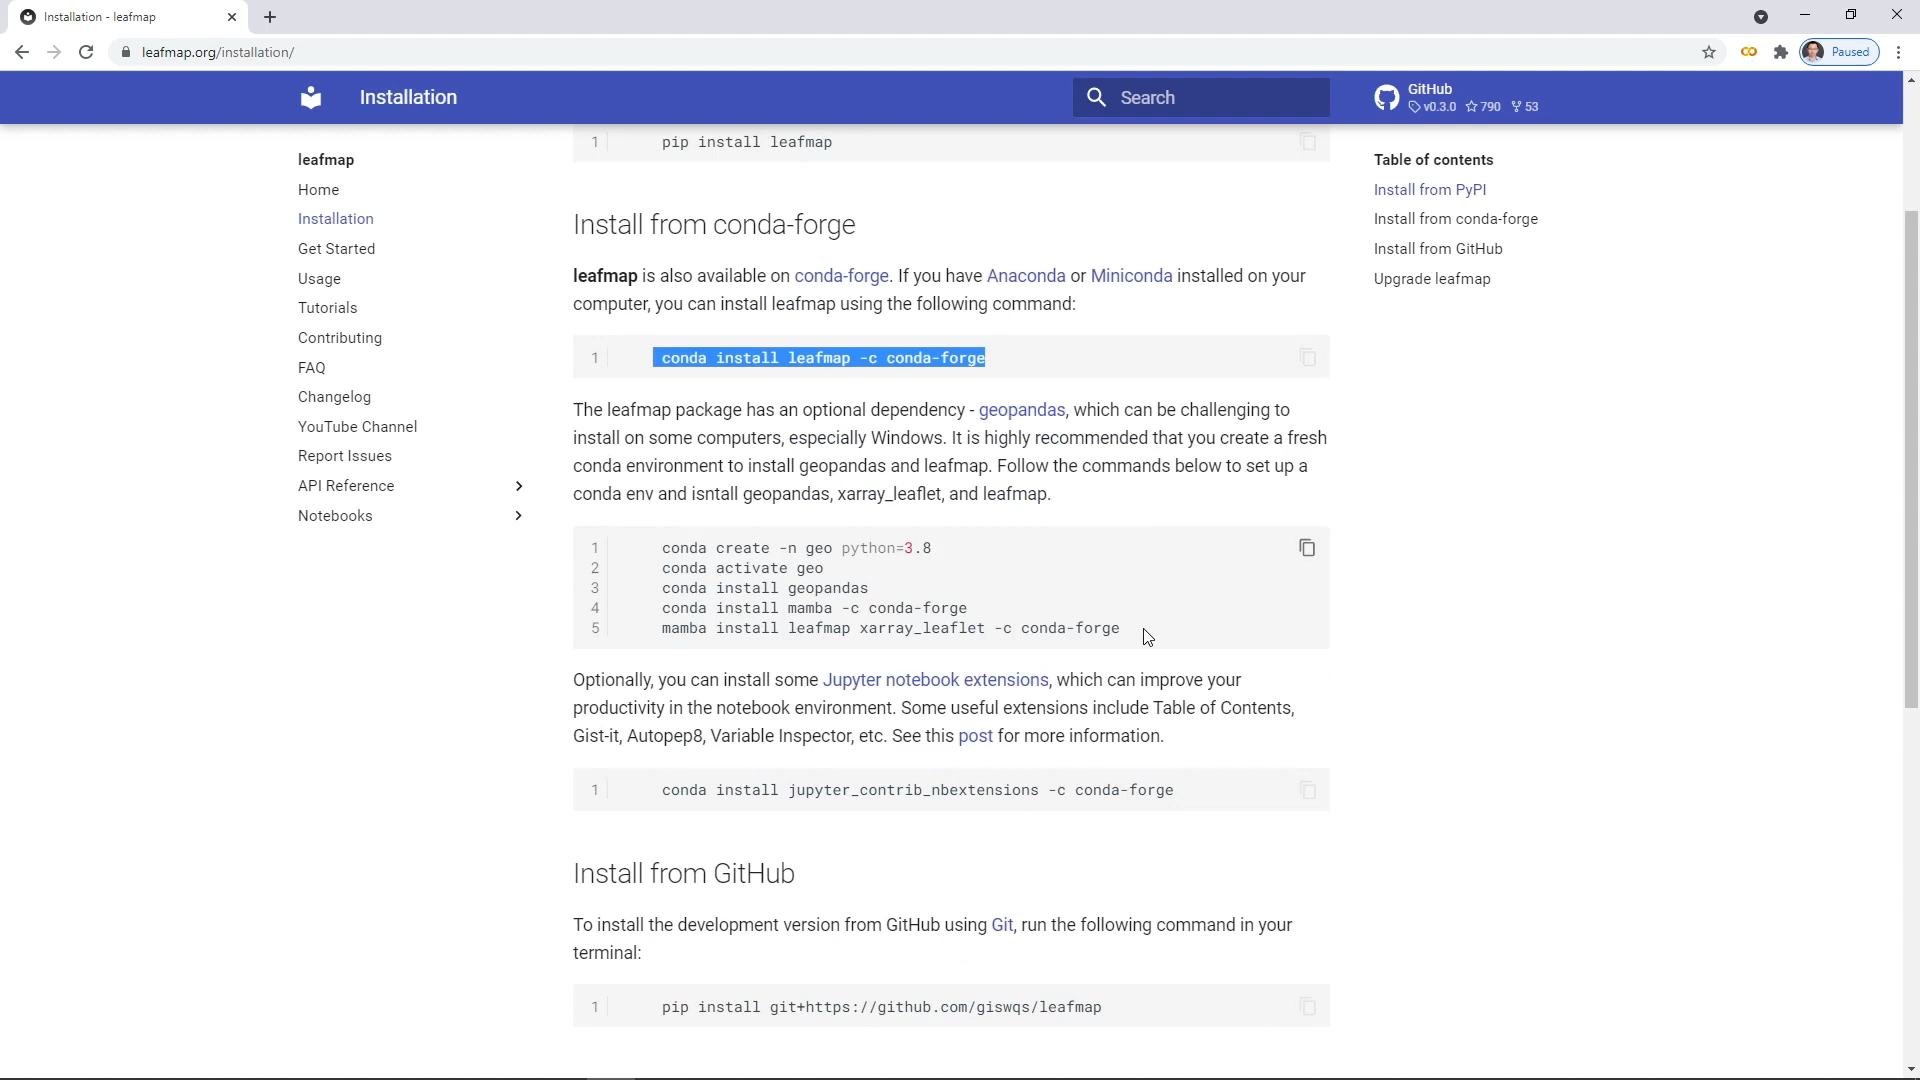 Installation - leafmap
leafmap.org/installation/
Paused
Installation
Search
GitHub
v0.3.0 790 53
leafmap
Home
Installation
Get Started
Usage
Tutorials
Contributing
FAQ
Changelog
YouTube Channel
Report Issues
API Reference
Notebooks
1 pip install leafmap
Install from conda-forge
leafmap is also available on conda-forge. If you have Anaconda or Miniconda installed on your
computer, you can install leafmap using the following command:
1 conda install leafmap -c conda-forge
The leafmap package has an optional dependency - geopandas, which can be challenging to
install on some computers, especially Windows. It is highly recommended that you create a fresh
conda environment to install geopandas and leafmap. Follow the commands below to set up a
conda env and isntall geopandas, xarray_leaflet, and leafmap.
1 conda create -n geo python=3.8
2 conda activate geo
3 conda install geopandas
4 conda install mamba -c conda-forge
5 mamba install leafmap xarray_leaflet -c conda-forge
Optionally, you can install some Jupyter notebook extensions, which can improve your
productivity in the notebook environment. Some useful extensions include Table of Contents,
Gist-it, Autopep8, Variable Inspector, etc. See this post for more information.
1 conda install jupyter_contrib_nbextensions -c conda-forge
Install from GitHub
To install the development version from GitHub using Git, run the following command in your
terminal:
1 pip install git+https://github.com/giswqs/leafmap
Table of contents
Install from PyPI
Install from conda-forge
Install from GitHub
Upgrade leafmap